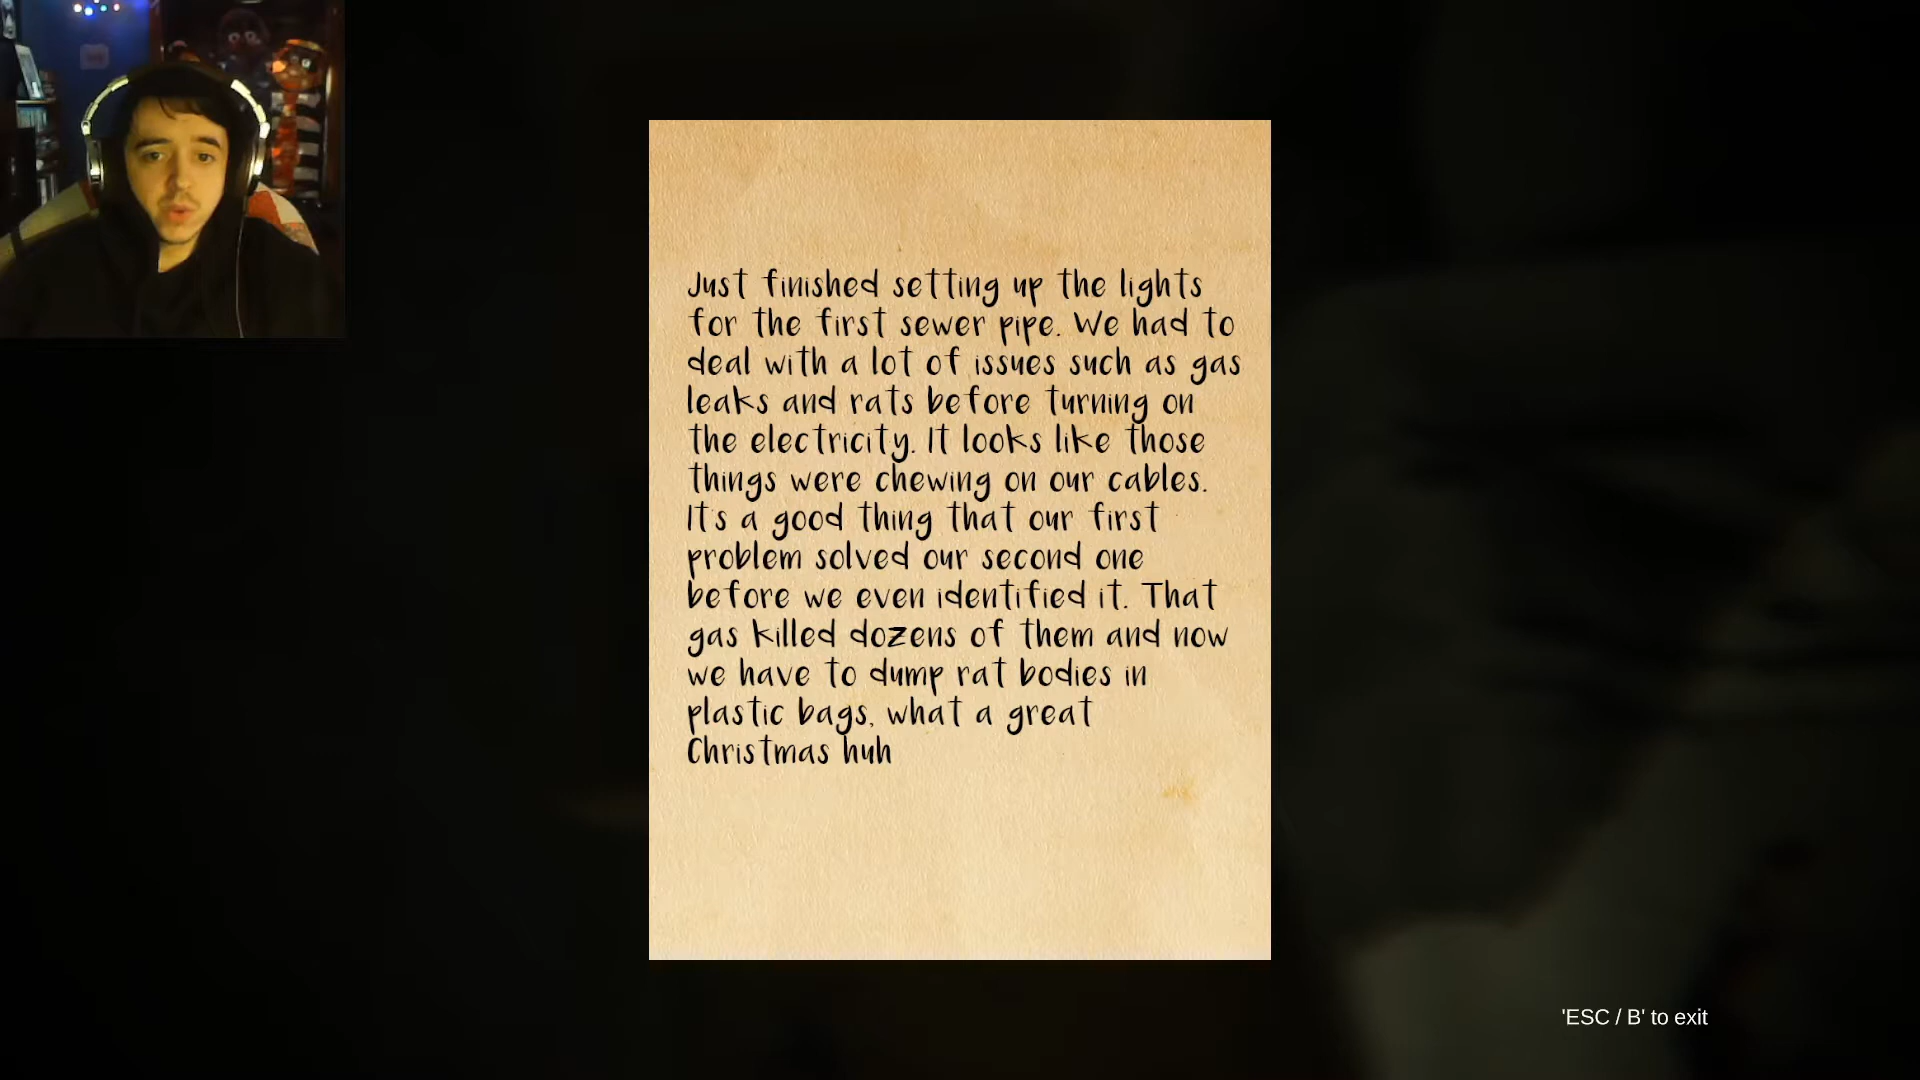 Just finished setting up the lights
for the first sewer pipe. We had to
deal with a lot of issues such as gas
leaks and rats before turning on
the electricity. It looks like those
things were chewing on our cables.
It's a good thing that our first
problem solved our second one
before we even identified it. That
gas killed dozens of them and now
we have to dump rat bodies in
plastic bags, what a great
Christmas huh
'ESC / B' to exit